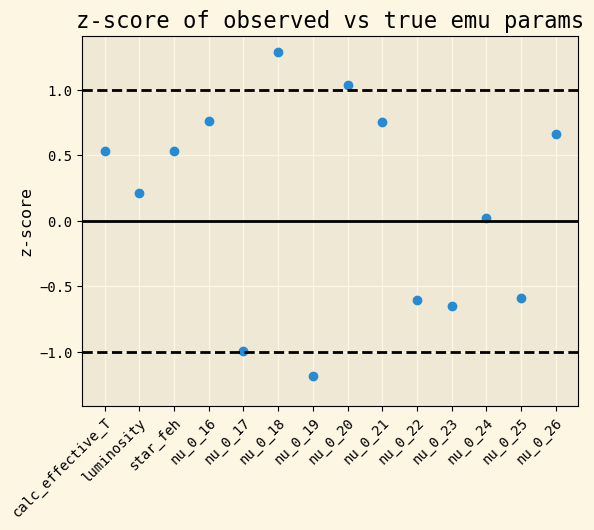 z-score of observed vs true emu params
z-score
1.0
0.5
0.0
−0.5
−1.0
calc_effective_T
luminosity
star_feh
nu_0_16
nu_0_17
nu_0_18
nu_0_19
nu_0_20
nu_0_21
nu_0_22
nu_0_23
nu_0_24
nu_0_25
nu_0_26